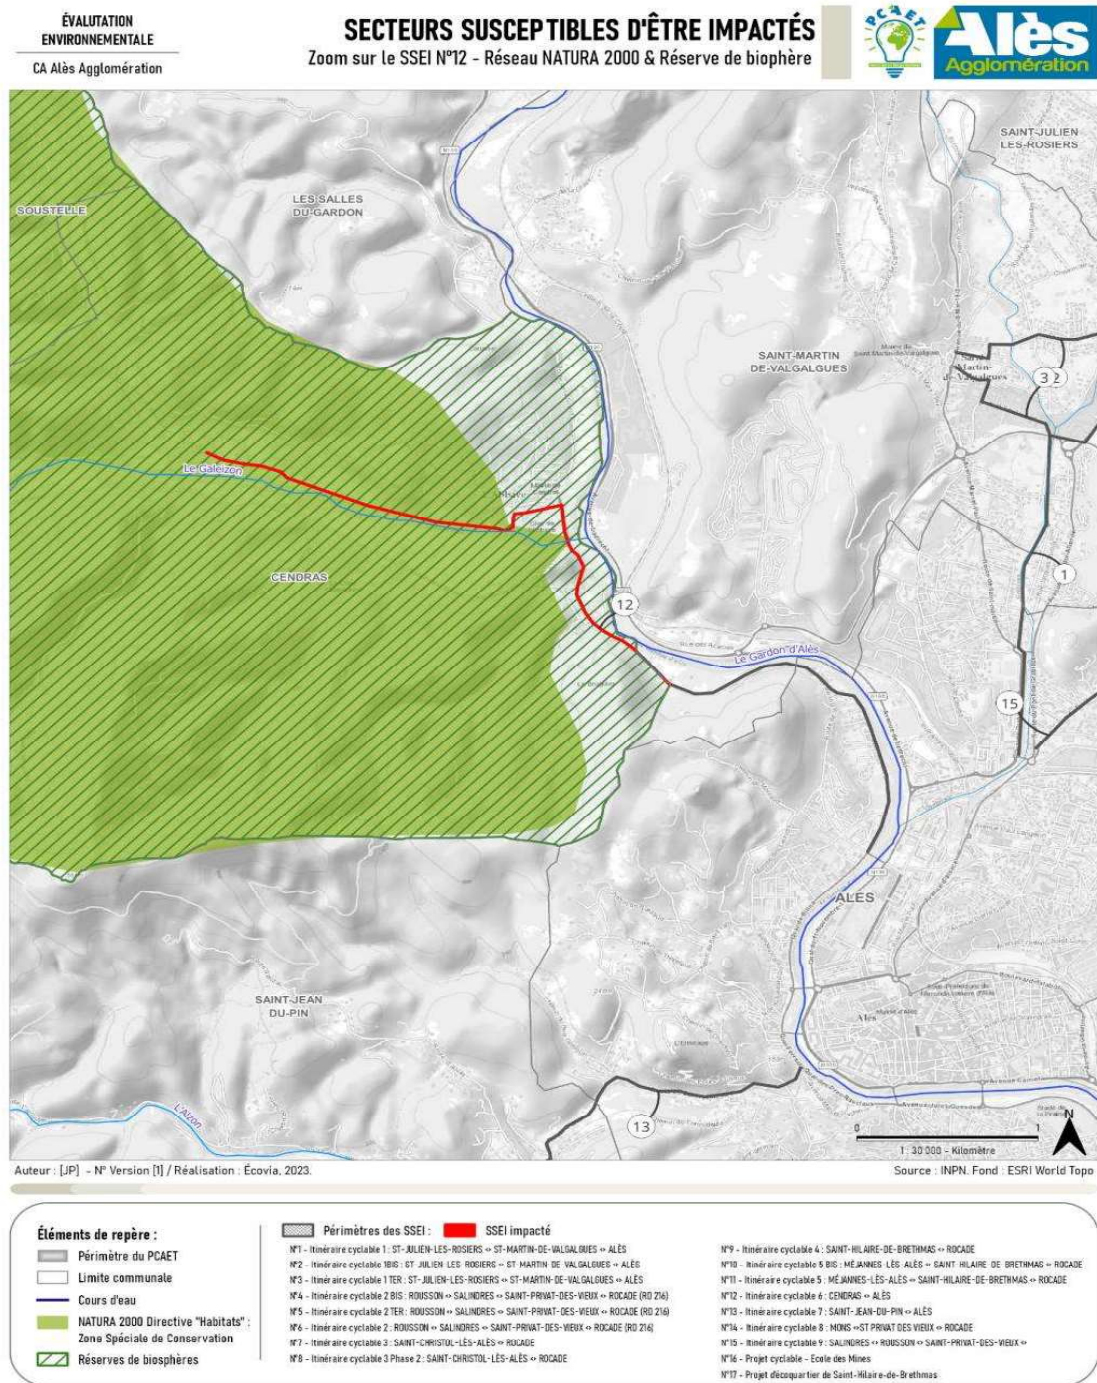 ÉVALUTATION
ENVIRONNEMENTALE
CA Alès Agglomération
SECTEURS SUSCEPTIBLES D'ÊTRE IMPACTÉS
Zoom sur le SSEI N°12 - Réseau NATURA 2000 & Réserve de biophère
PCAET
Alès
Agglomération
SAINT-JULIEN
LES-ROSIERS
SOUSTELLE
LES SALLES
DU-GARDON
SAINT-MARTIN
DE-VALGALGUES
Saint-Martin-de-Valgalgues
3 2
Le Galeizon
CENDRAS
1
12
Le Gardon d'Alès
15
ALES
SAINT-JEAN
DU-PIN
Alès
L'Ermitage
L'Alzon
13
N
0 1
1: 30 000 - Kilomètre
Auteur : [JP] - N° Version [1] / Réalisation : Écovia, 2023.
Source : INPN. Fond : ESRI World Topo
Éléments de repère :
Périmètre du PCAET
Limite communale
Cours d'eau
NATURA 2000 Directive "Habitats" :
Zone Spéciale de Conservation
Réserves de biosphères
Périmètres des SSEI :
SSEI impacté
N°1 - Itinéraire cyclable 1 : ST-JULIEN-LES-ROSIERS ↔ ST-MARTIN-DE-VALGALGUES ↔ ALÈS
N°2 - Itinéraire cyclable 1BIS : ST JULIEN LES ROSIERS ↔ ST MARTIN DE VALGALGUES ↔ ALÈS
N°3 - Itinéraire cyclable 1 TER : ST-JULIEN-LES-ROSIERS ↔ ST-MARTIN-DE-VALGALGUES ↔ ALÈS
N°4 - Itinéraire cyclable 2 BIS : ROUSSON ↔ SALINDRES ↔ SAINT-PRIVAT-DES-VIEUX ↔ ROCADE (RD 216)
N°5 - Itinéraire cyclable 2 TER : ROUSSON ↔ SALINDRES ↔ SAINT-PRIVAT-DES-VIEUX ↔ ROCADE (RD 216)
N°6 - Itinéraire cyclable 2 : ROUSSON ↔ SALINDRES ↔ SAINT-PRIVAT-DES-VIEUX ↔ ROCADE (RD 216)
N°7 - Itinéraire cyclable 3 : SAINT-CHRISTOL-LÈS-ALÈS ↔ ROCADE
N°8 - Itinéraire cyclable 3 Phase 2 : SAINT-CHRISTOL-LÈS-ALÈS ↔ ROCADE
N°9 - Itinéraire cyclable 4 : SAINT-HILAIRE-DE-BRETHMAS ↔ ROCADE
N°10 - Itinéraire cyclable 5 BIS : MÉJANNES LÈS ALÈS ↔ SAINT HILAIRE DE BRETHMAS ↔ ROCADE
N°11 - Itinéraire cyclable 5 : MÉJANNES-LÈS-ALÈS ↔ SAINT-HILAIRE-DE-BRETHMAS ↔ ROCADE
N°12 - Itinéraire cyclable 6 : CENDRAS ↔ ALÈS
N°13 - Itinéraire cyclable 7 : SAINT-JEAN-DU-PIN ↔ ALÈS
N°14 - Itinéraire cyclable 8 : MONS ↔ST PRIVAT DES VIEUX ↔ ROCADE
N°15 - Itinéraire cyclable 9 : SALINDRES ↔ ROUSSON ↔ SAINT-PRIVAT-DES-VIEUX ↔
N°16 - Projet cyclable - Ecole des Mines
N°17 - Projet d'écoquartier de Saint-Hilaire-de-Brethmas